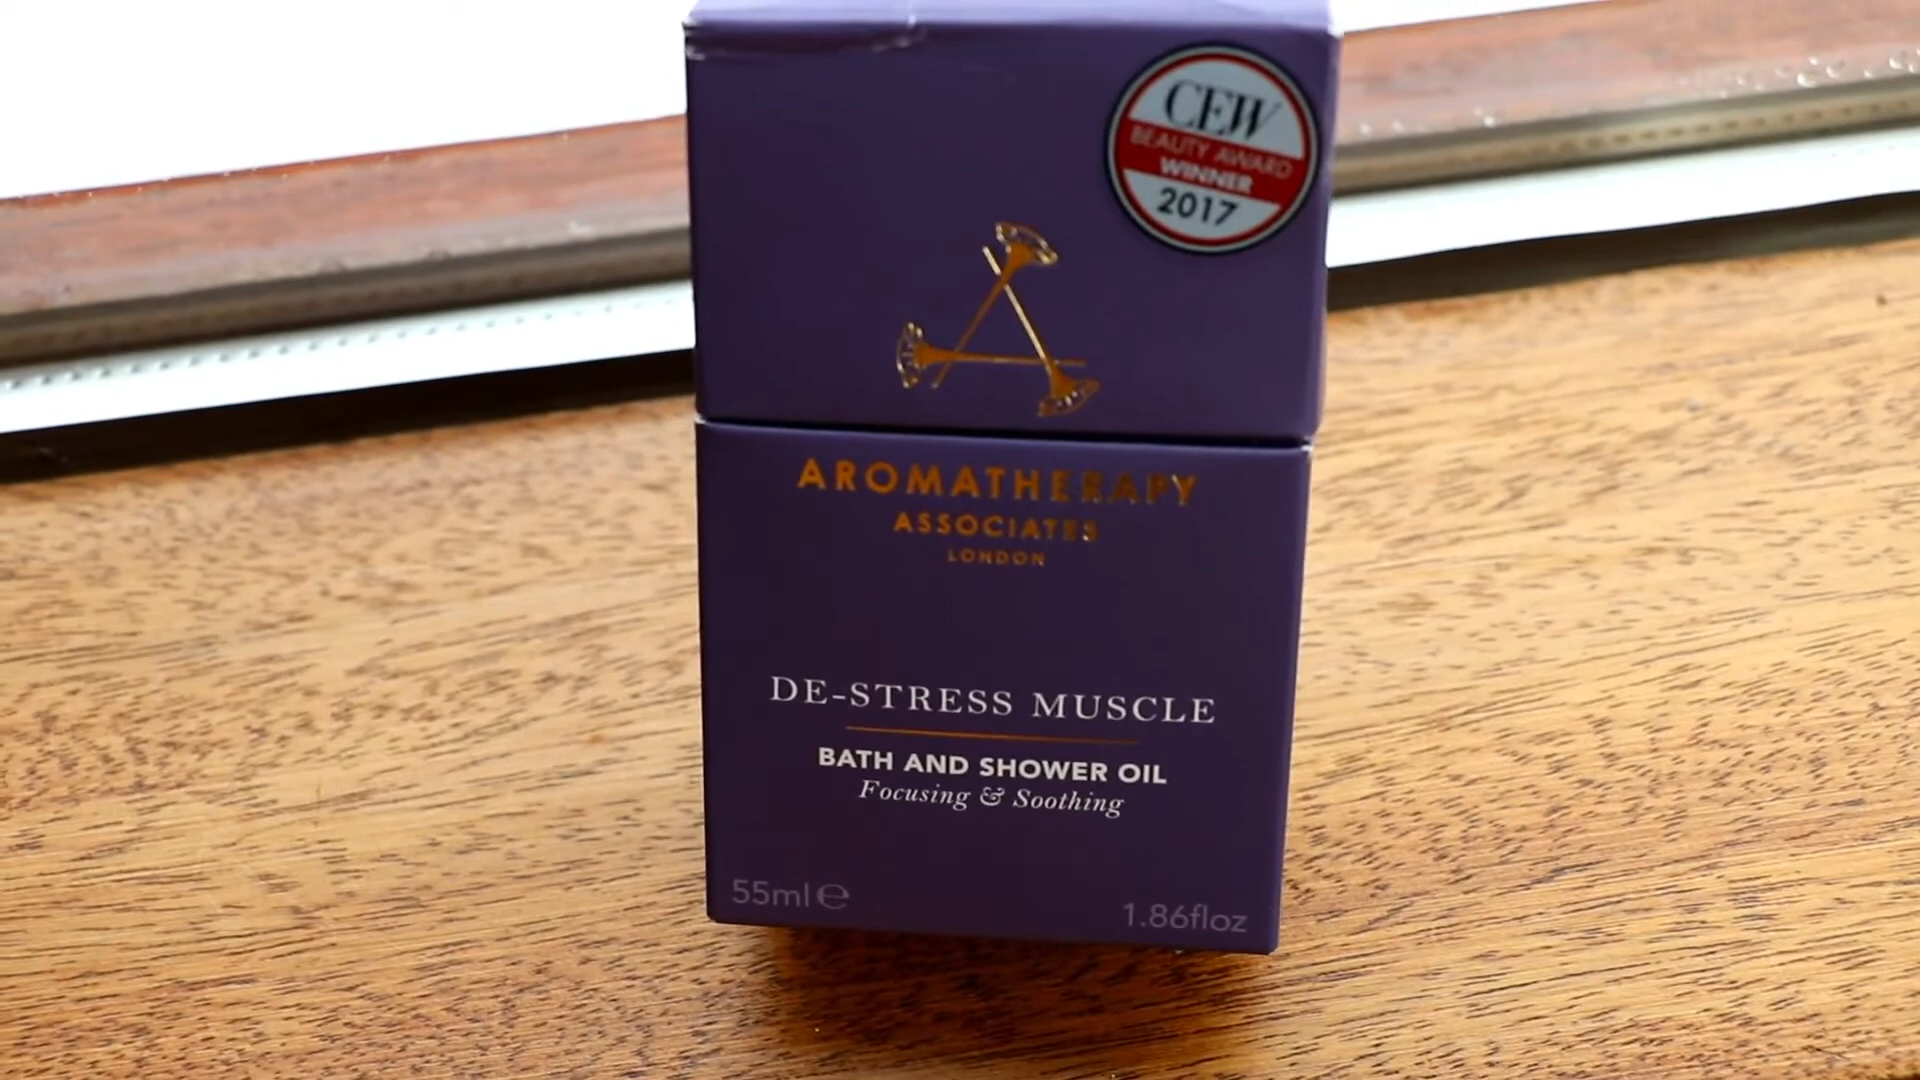 CEW
BEAUTY AWARD
WINNER
2017
AROMATHERAPY
ASSOCIATES
LONDON
DE-STRESS MUSCLE
BATH AND SHOWER OIL
Focusing & Soothing
55ml ℮
1.86floz